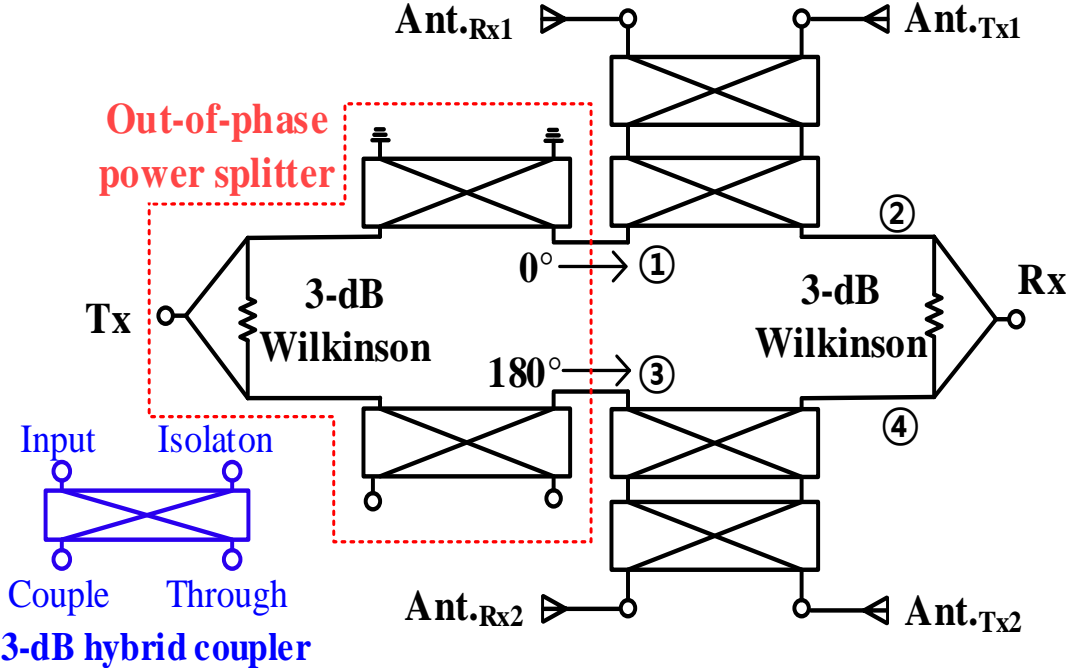 Ant.Rx1
Ant.Tx1
Out-of-phase
power splitter
②
0°
①
Rx
3-dB
Wilkinson
Tx
3-dB
Wilkinson
180°
③
④
Input
Isolaton
Couple
Through
3-dB hybrid coupler
Ant.Rx2
Ant.Tx2